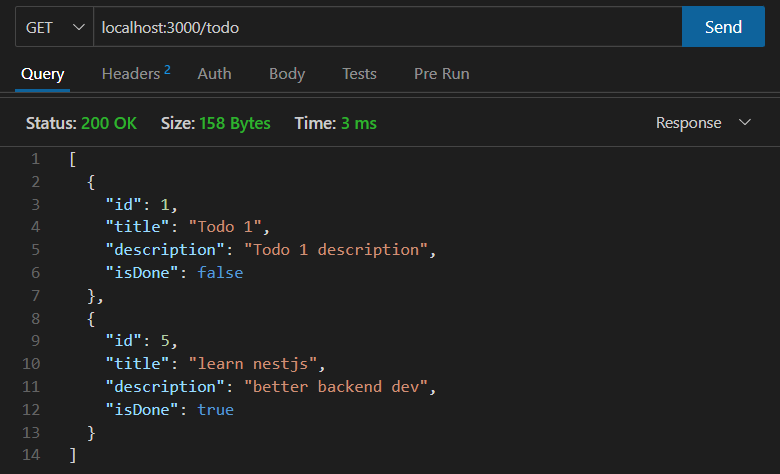 GET localhost:3000/todo Send
Query Headers 2 Auth Body Tests Pre Run
Status: 200 OK Size: 158 Bytes Time: 3 ms Response
1 [
2 {
3 "id": 1,
4 "title": "Todo 1",
5 "description": "Todo 1 description",
6 "isDone": false
7 },
8 {
9 "id": 5,
10 "title": "learn nestjs",
11 "description": "better backend dev",
12 "isDone": true
13 }
14 ]